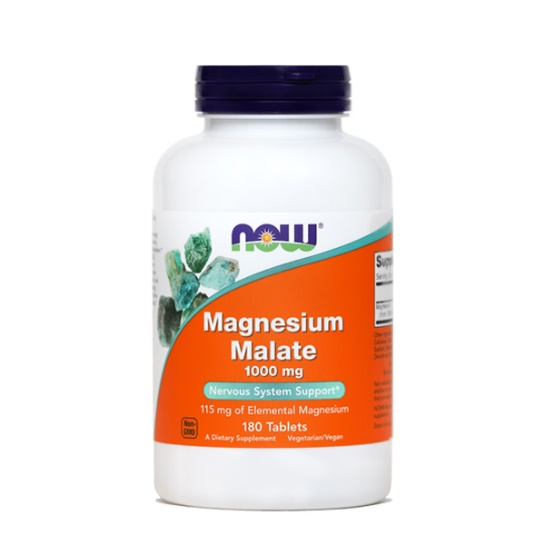 NOW®
Magnesium
Malate
1000 mg
Nervous System Support*
115 mg of Elemental Magnesium
180 Tablets
Non-
GMO
A Dietary Supplement Vegetarian/Vegan